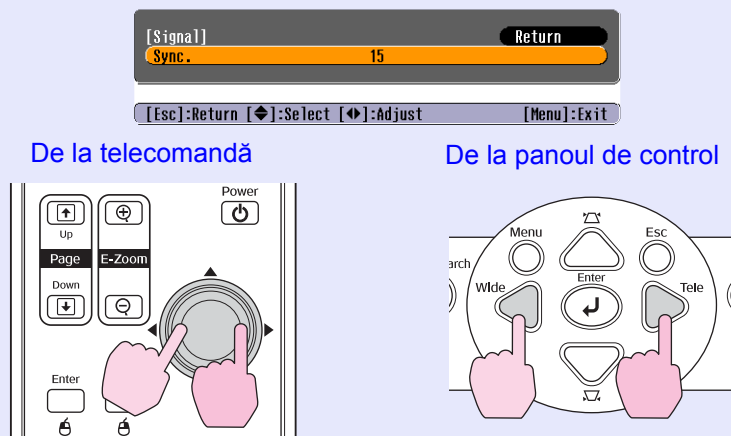 [Signal] Return
Sync. 15
[Esc]:Return [◆]:Select [◆]:Adjust [Menu]:Exit
De la telecomandă
De la panoul de control
Power
Up
Page E-Zoom
Down
Enter
Menu
Esc
arch
Wide
Enter
Tele